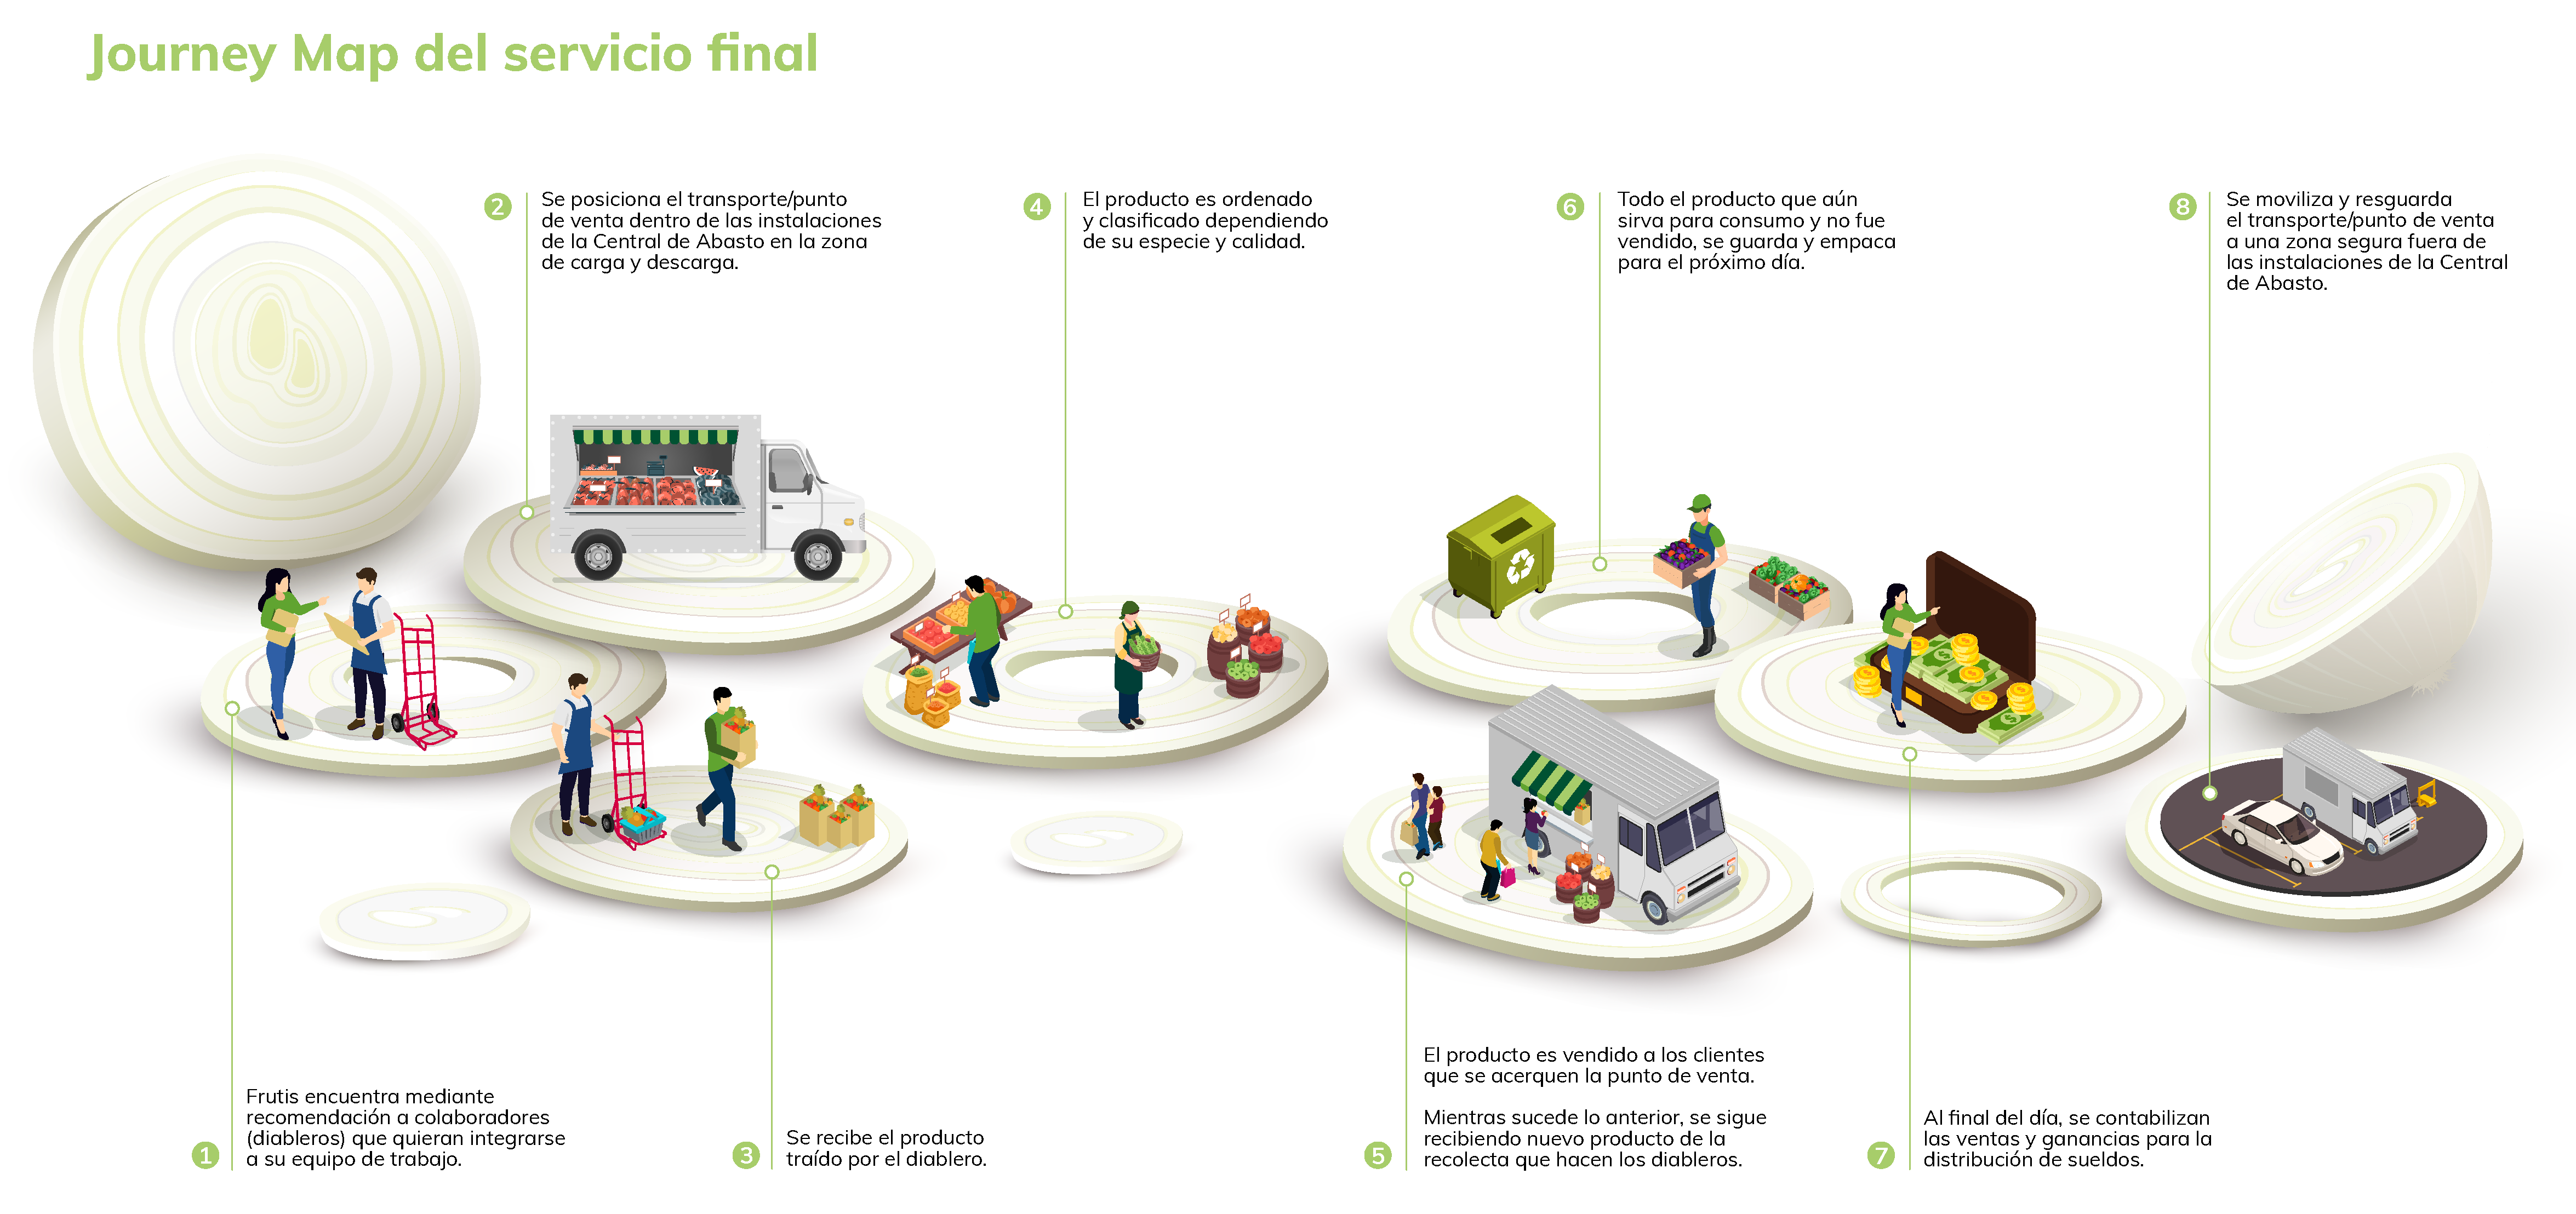 Journey Map del servicio final
1
Frutis encuentra mediante
recomendación a colaboradores
(diableros) que quieran integrarse
a su equipo de trabajo.
2
Se posiciona el transporte/punto
de venta dentro de las instalaciones
de la Central de Abasto en la zona
de carga y descarga.
3
Se recibe el producto
traído por el diablero.
4
El producto es ordenado
y clasificado dependiendo
de su especie y calidad.
5
El producto es vendido a los clientes
que se acerquen la punto de venta.
Mientras sucede lo anterior, se sigue
recibiendo nuevo producto de la
recolecta que hacen los diableros.
6
Todo el producto que aún
sirva para consumo y no fue
vendido, se guarda y empaca
para el próximo día.
7
Al final del día, se contabilizan
las ventas y ganancias para la
distribución de sueldos.
8
Se moviliza y resguarda
el transporte/punto de venta
a una zona segura fuera de
las instalaciones de la Central
de Abasto.